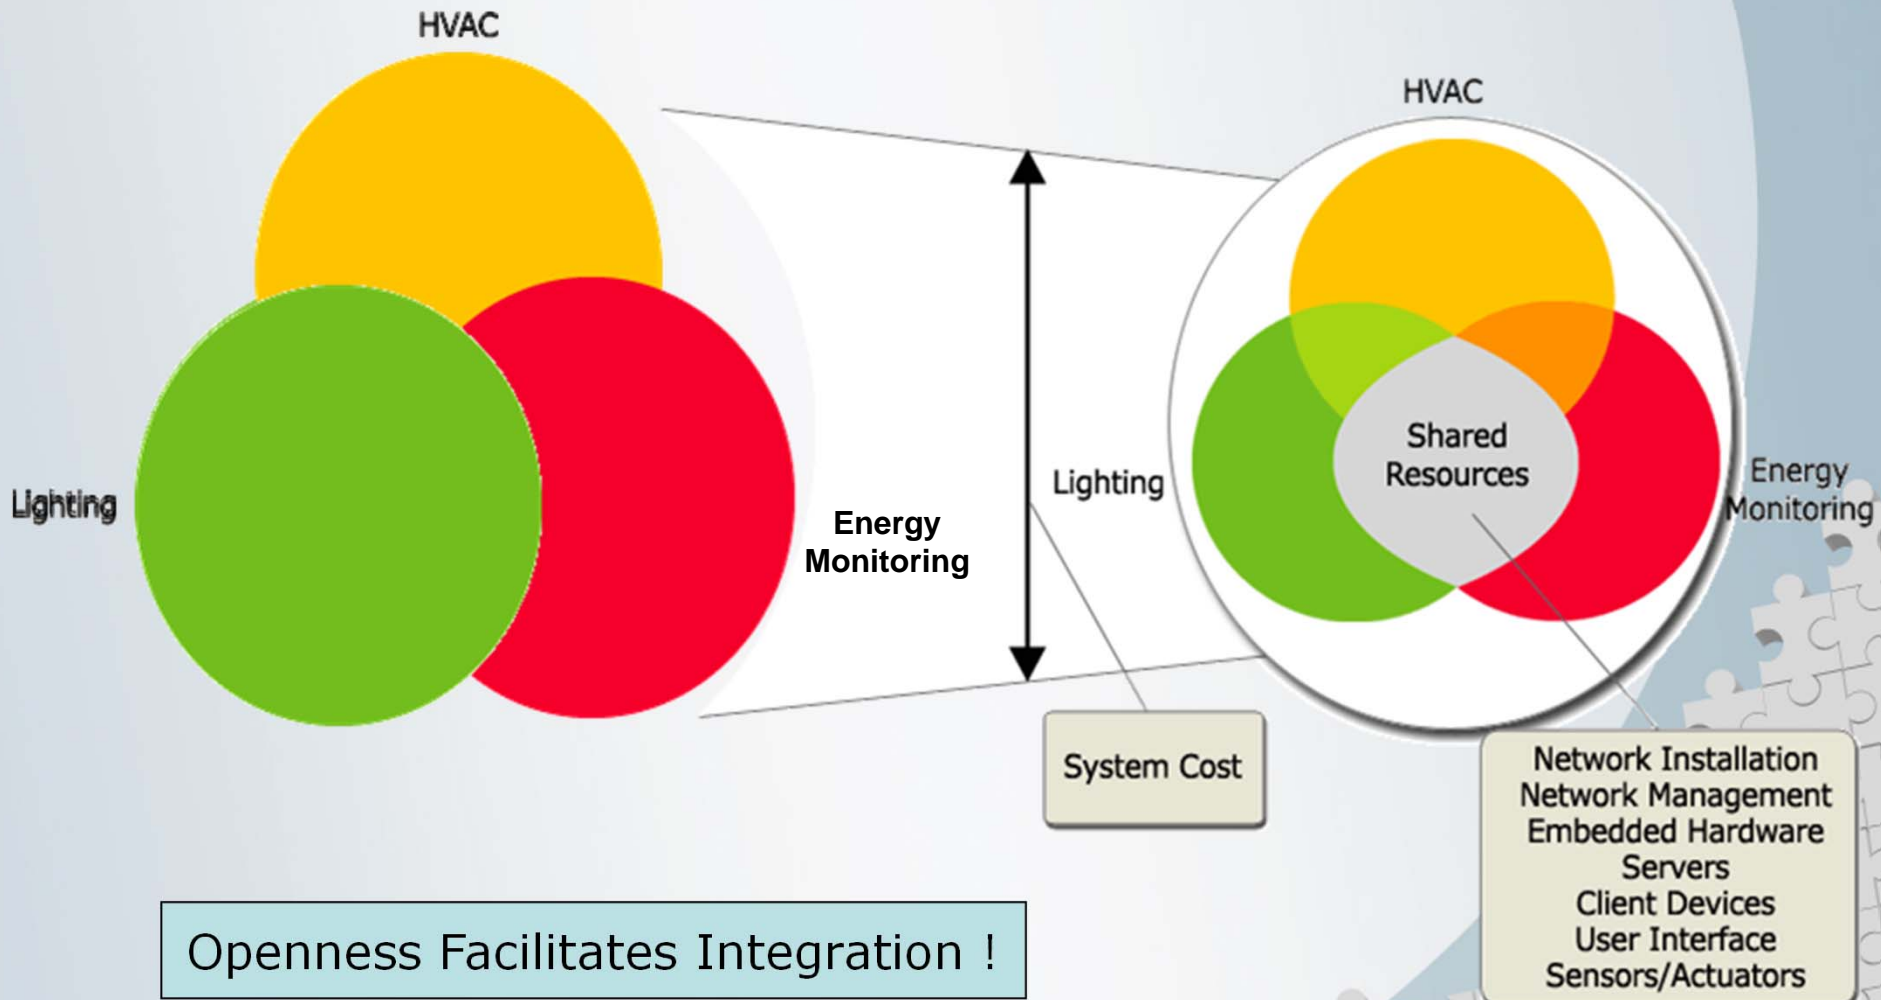 HVAC
Lighting
Energy
Monitoring
HVAC
Lighting
Shared
Resources
Energy
Monitoring
System Cost
Network Installation
Network Management
Embedded Hardware
Servers
Client Devices
User Interface
Sensors/Actuators
Openness Facilitates Integration !